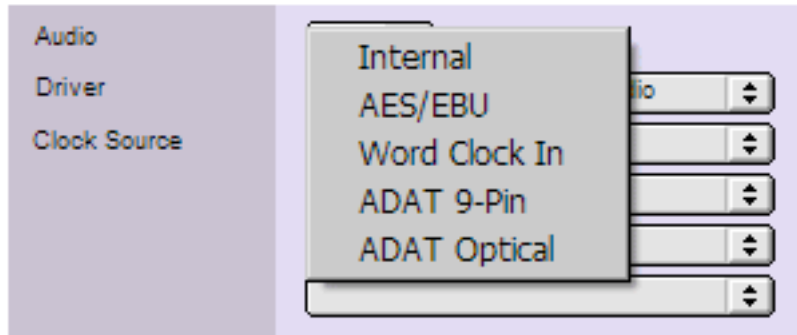 Audio
Driver
Clock Source
Internal
AES/EBU
Word Clock In
ADAT 9-Pin
ADAT Optical